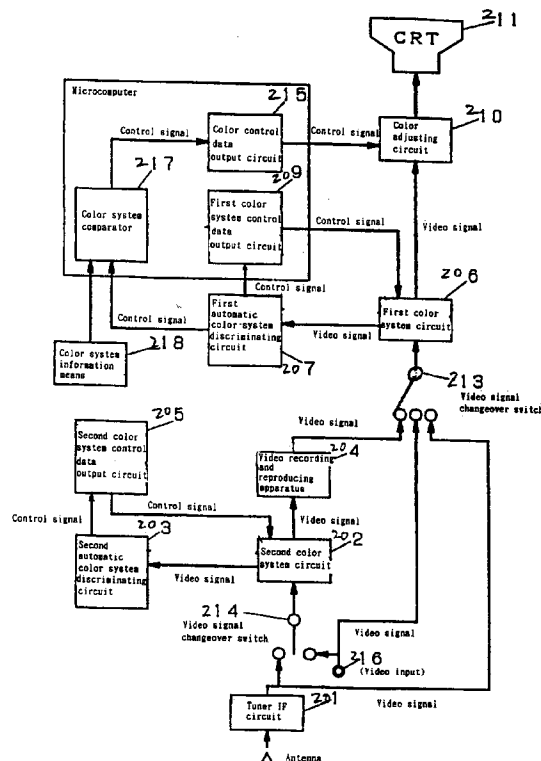 211
CRT
Microcomputer
215
Control signal
Color control
data
output circuit
Control signal
210
Color
adjusting
circuit
217
209
Color system
comparator
First color
system control
data
output circuit
Control signal
Video signal
206
Control signal
First color
system circuit
Control signal
First
automatic
color-system
discriminating
circuit
Video signal
Color system
information
means
218
207
213
Video signal
changeover switch
205
Video signal
Second color
system control
data
output circuit
204
Video recording
and
reproducing
apparatus
Control signal
Control signal
203
Video signal
202
Second
automatic
color system
discriminating
circuit
Video signal
Second color
system circuit
214
Video signal
changeover switch
Video signal
216
(Video input)
201
Tuner IF
circuit
Video signal
Antenna